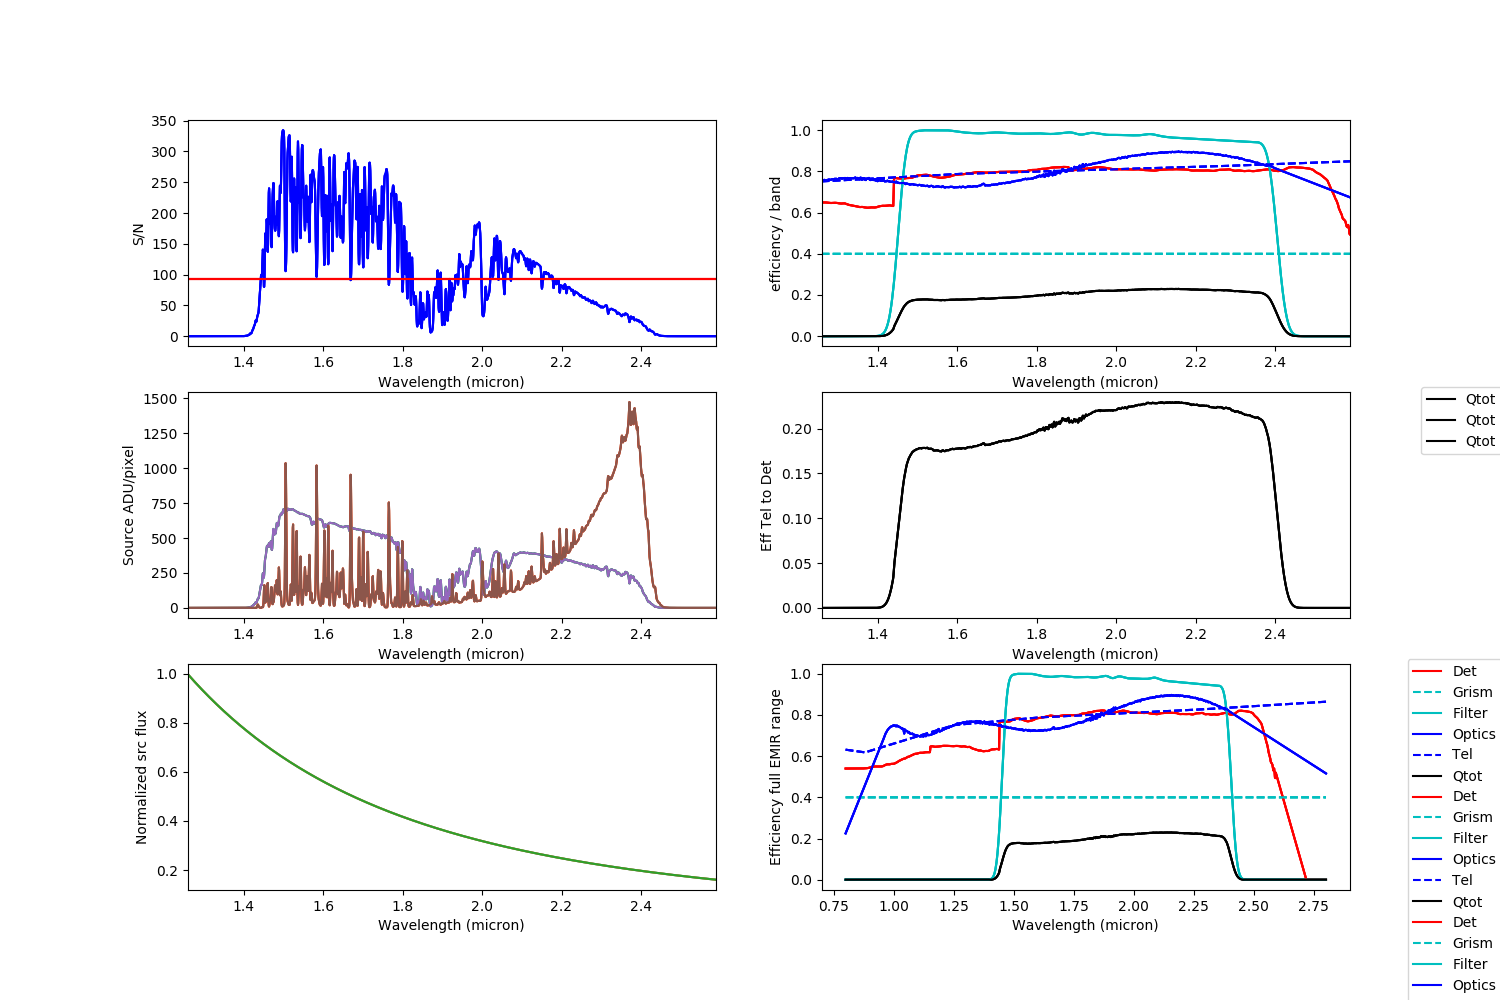 350
300
250
200
150
100
50
0
S/N
1.4 1.6 1.8 2.0 2.2 2.4
Wavelength (micron)
1.0
0.8
0.6
0.4
0.2
0.0
efficiency / band
1.4 1.6 1.8 2.0 2.2 2.4
Wavelength (micron)
1500
1250
1000
750
500
250
0
Source ADU/pixel
1.4 1.6 1.8 2.0 2.2 2.4
Wavelength (micron)
0.20
0.15
0.10
0.05
0.00
Eff Tel to Det
1.4 1.6 1.8 2.0 2.2 2.4
Wavelength (micron)
Qtot
Qtot
Qtot
1.0
0.8
0.6
0.4
0.2
Normalized src flux
1.4 1.6 1.8 2.0 2.2 2.4
Wavelength (micron)
1.0
0.8
0.6
0.4
0.2
0.0
Efficiency full EMIR range
0.75 1.00 1.25 1.50 1.75 2.00 2.25 2.50 2.75
Wavelength (micron)
Det
Grism
Filter
Optics
Tel
Qtot
Det
Grism
Filter
Optics
Tel
Qtot
Det
Grism
Filter
Optics